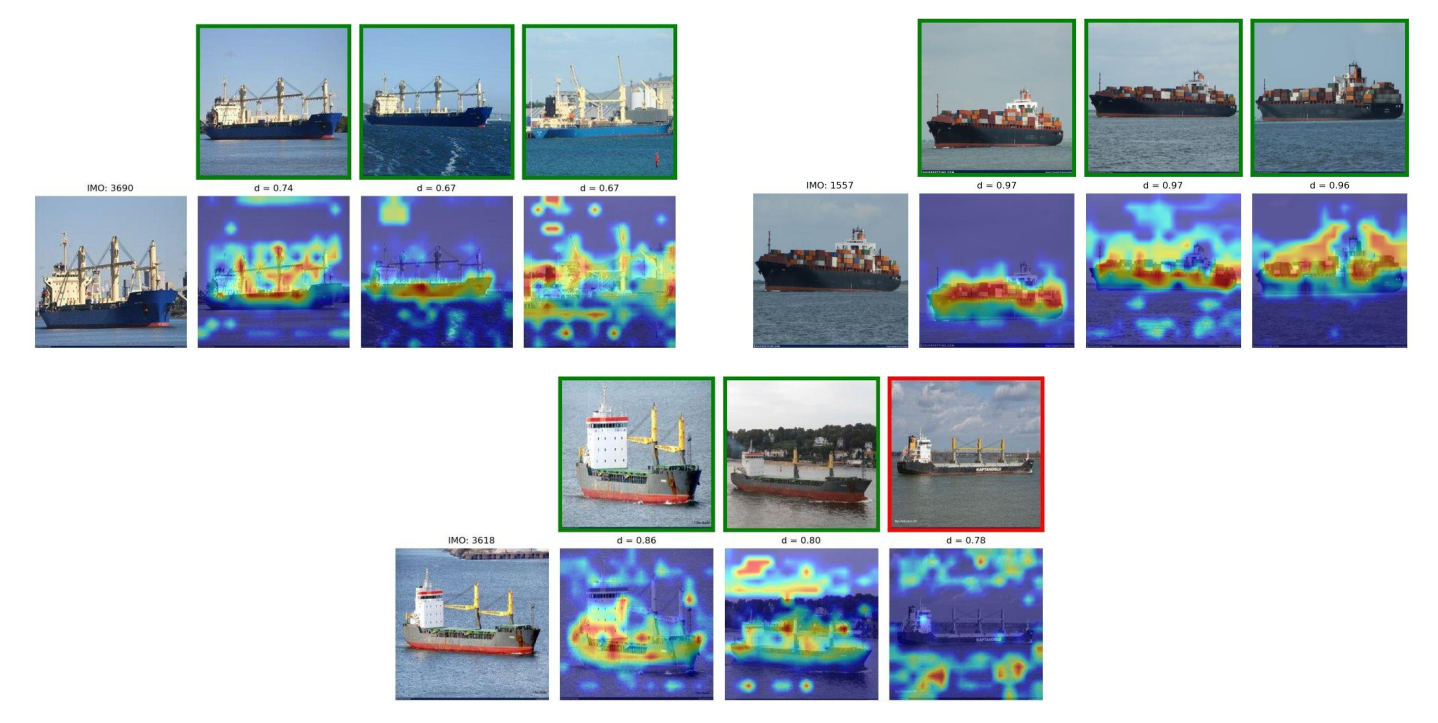 IMO: 3690
d = 0.74
d = 0.67
d = 0.67
IMO: 1557
d = 0.97
d = 0.97
d = 0.96
IMO: 3618
d = 0.86
d = 0.80
d = 0.78